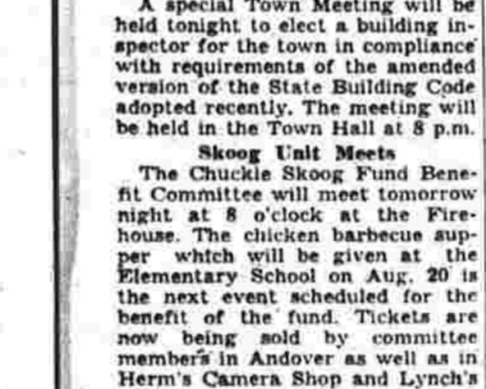 A special Town Meeting will be
held tonight to elect a building in-
spector for the town in compliance
with requirements of the amended
version of the State Building Code
adopted recently. The meeting will
be held in the Town Hall at 8 p.m.
Skoog Unit Meets
The Chuckie Skoog Fund Bene-
fit Committee will meet tomorrow
night at 8 o'clock at the Fire-
house. The chicken barbecue sup-
per which will be given at the
Elementary School on Aug. 20 is
the next event scheduled for the
benefit of the fund. Tickets are
now being sold by committee
members in Andover as well as in
Herm's Camera Shop and Lynch's